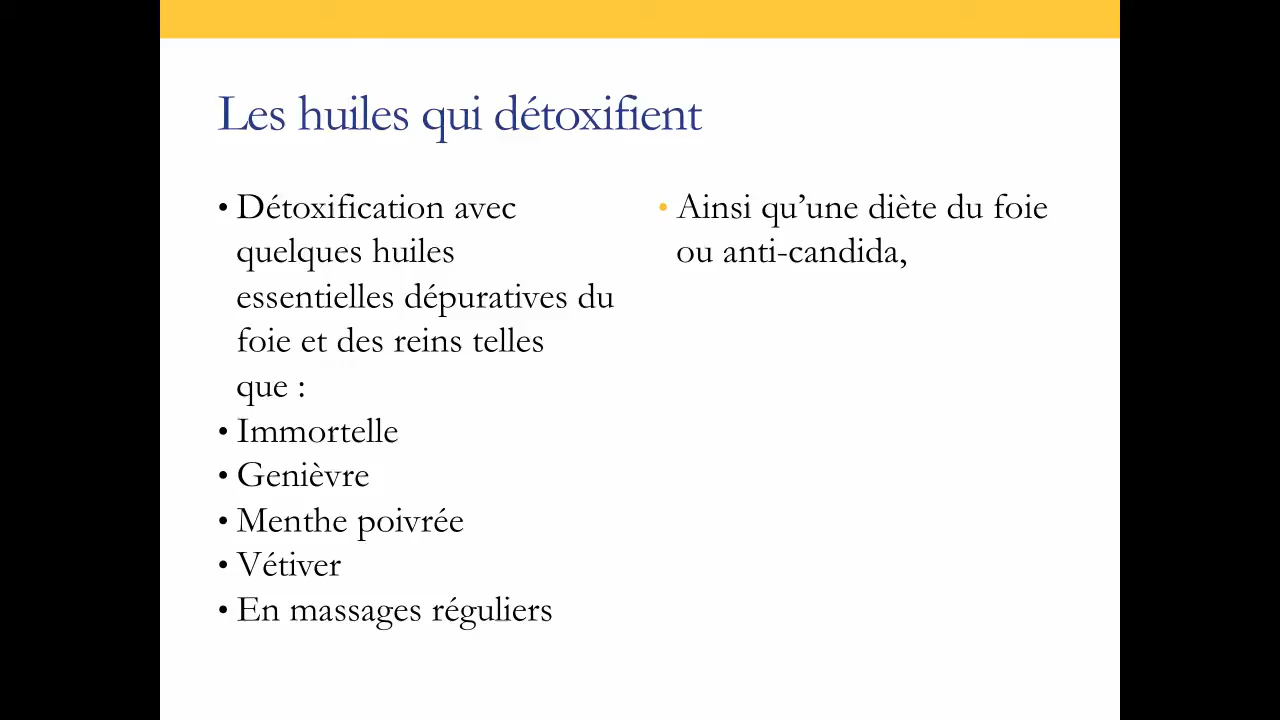 Les huiles qui détoxifient
• Détoxification avec
quelques huiles
essentielles dépuratives du
foie et des reins telles
que :
• Immortelle
• Genièvre
• Menthe poivrée
• Vétiver
• En massages réguliers
• Ainsi qu’une diète du foie
ou anti-candida,